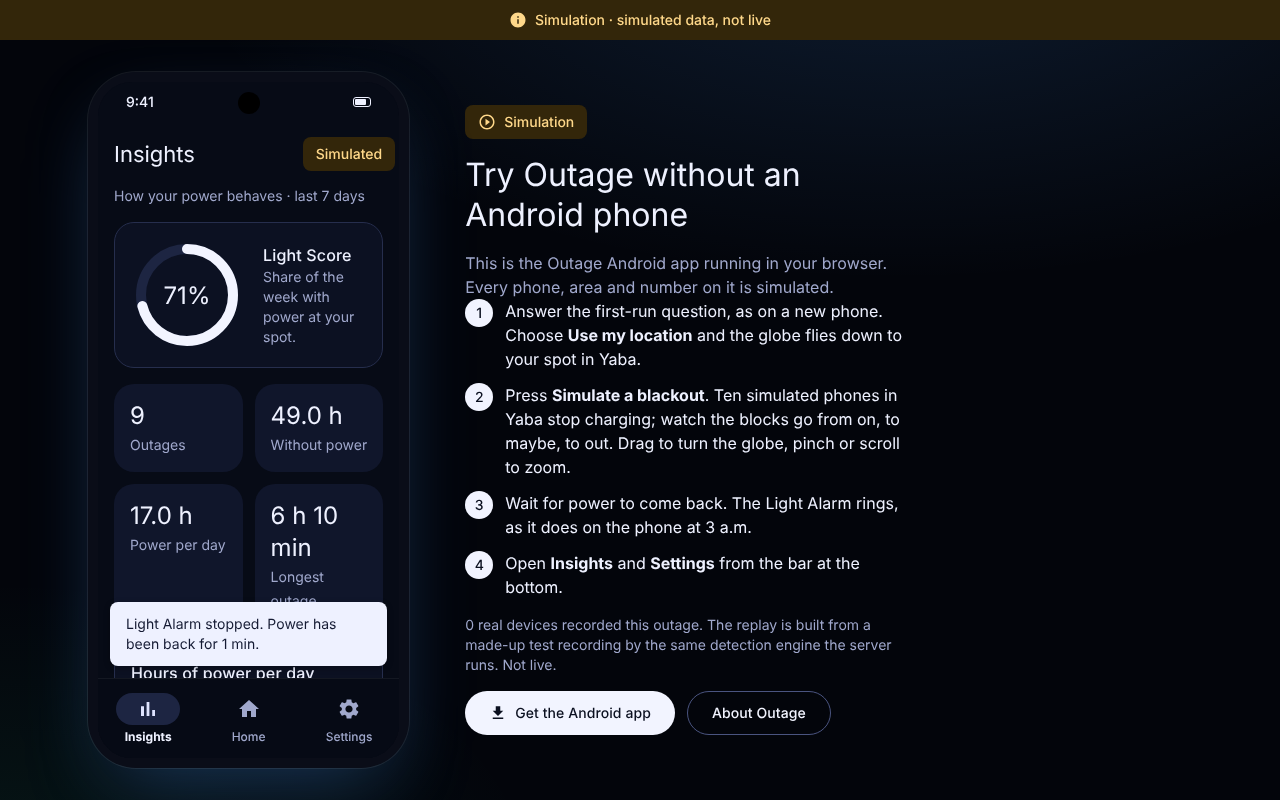 Simulation · simulated data, not live
9:41
Insights
Simulated
How your power behaves · last 7 days
71%
Light Score
Share of the
week with
power at your
spot.
9
Outages
49.0 h
Without power
17.0 h
Power per day
6 h 10
min
Longest
outage
Light Alarm stopped. Power has
been back for 1 min.
Hours of power per day
Insights
Home
Settings
Simulation
Try Outage without an
Android phone
This is the Outage Android app running in your browser.
Every phone, area and number on it is simulated.
1 Answer the first-run question, as on a new phone.
Choose Use my location and the globe flies down to
your spot in Yaba.
2 Press Simulate a blackout. Ten simulated phones in
Yaba stop charging; watch the blocks go from on, to
maybe, to out. Drag to turn the globe, pinch or scroll
to zoom.
3 Wait for power to come back. The Light Alarm rings,
as it does on the phone at 3 a.m.
4 Open Insights and Settings from the bar at the
bottom.
0 real devices recorded this outage. The replay is built from a
made-up test recording by the same detection engine the server
runs. Not live.
Get the Android app
About Outage